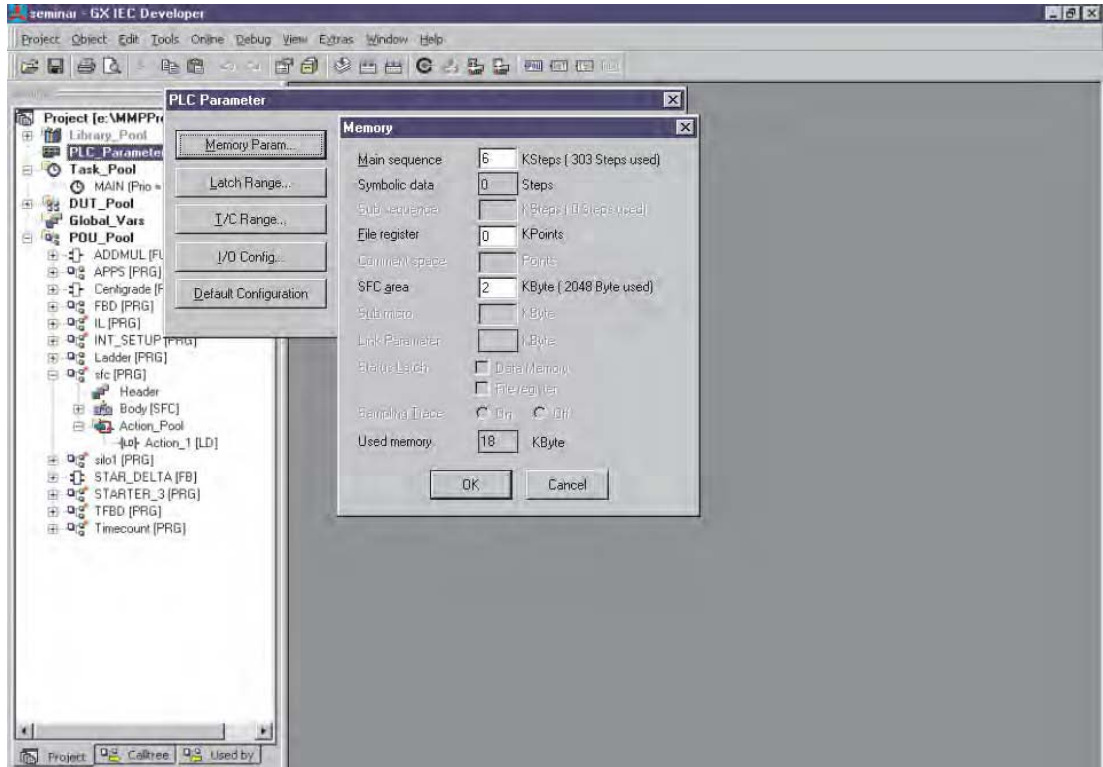 seminar - GX IEC Developer
Project Object Edit Tools Online Debug View Extras Window Help
PLC Parameter
Memory Param...
Latch Range...
T/C Range...
I/O Config...
Default Configuration
Memory
Main sequence 6 KSteps ( 303 Steps used)
Symbolic data 0 Steps
Sub sequence KSteps ( 0 Steps used)
File register 0 KPoints
Comment space Points
SFC area 2 KByte ( 2048 Byte used)
KByte
Link Parameter KByte
Status Latch Data Memory
File register
Sampling Trace On Off
Used memory 18 KByte
OK Cancel
Project [e:\MMPPr
Library_Pool
PLC_Parameter
Task_Pool
MAIN (Prio =
DUT_Pool
Global_Vars
POU_Pool
ADDMUL [FU
APPS [PRG]
Centigrade [F
FBD [PRG]
IL [PRG]
INT_SETUP [PRG]
Ladder [PRG]
sfc [PRG]
Header
Body [SFC]
Action_Pool
Action_1 [LD]
silo1 [PRG]
STAR_DELTA [FB]
STARTER_3 [PRG]
TFBD [PRG]
Timecount [PRG]
Project Calltree Used by